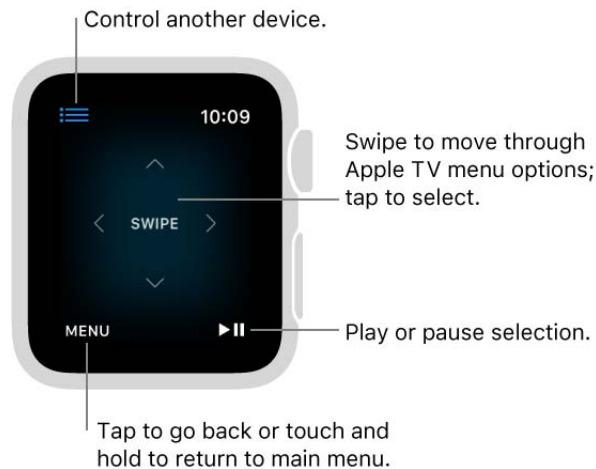 Control another device.
10:09
Swipe to move through
Apple TV menu options;
tap to select.
SWIPE
MENU
Play or pause selection.
Tap to go back or touch and
hold to return to main menu.